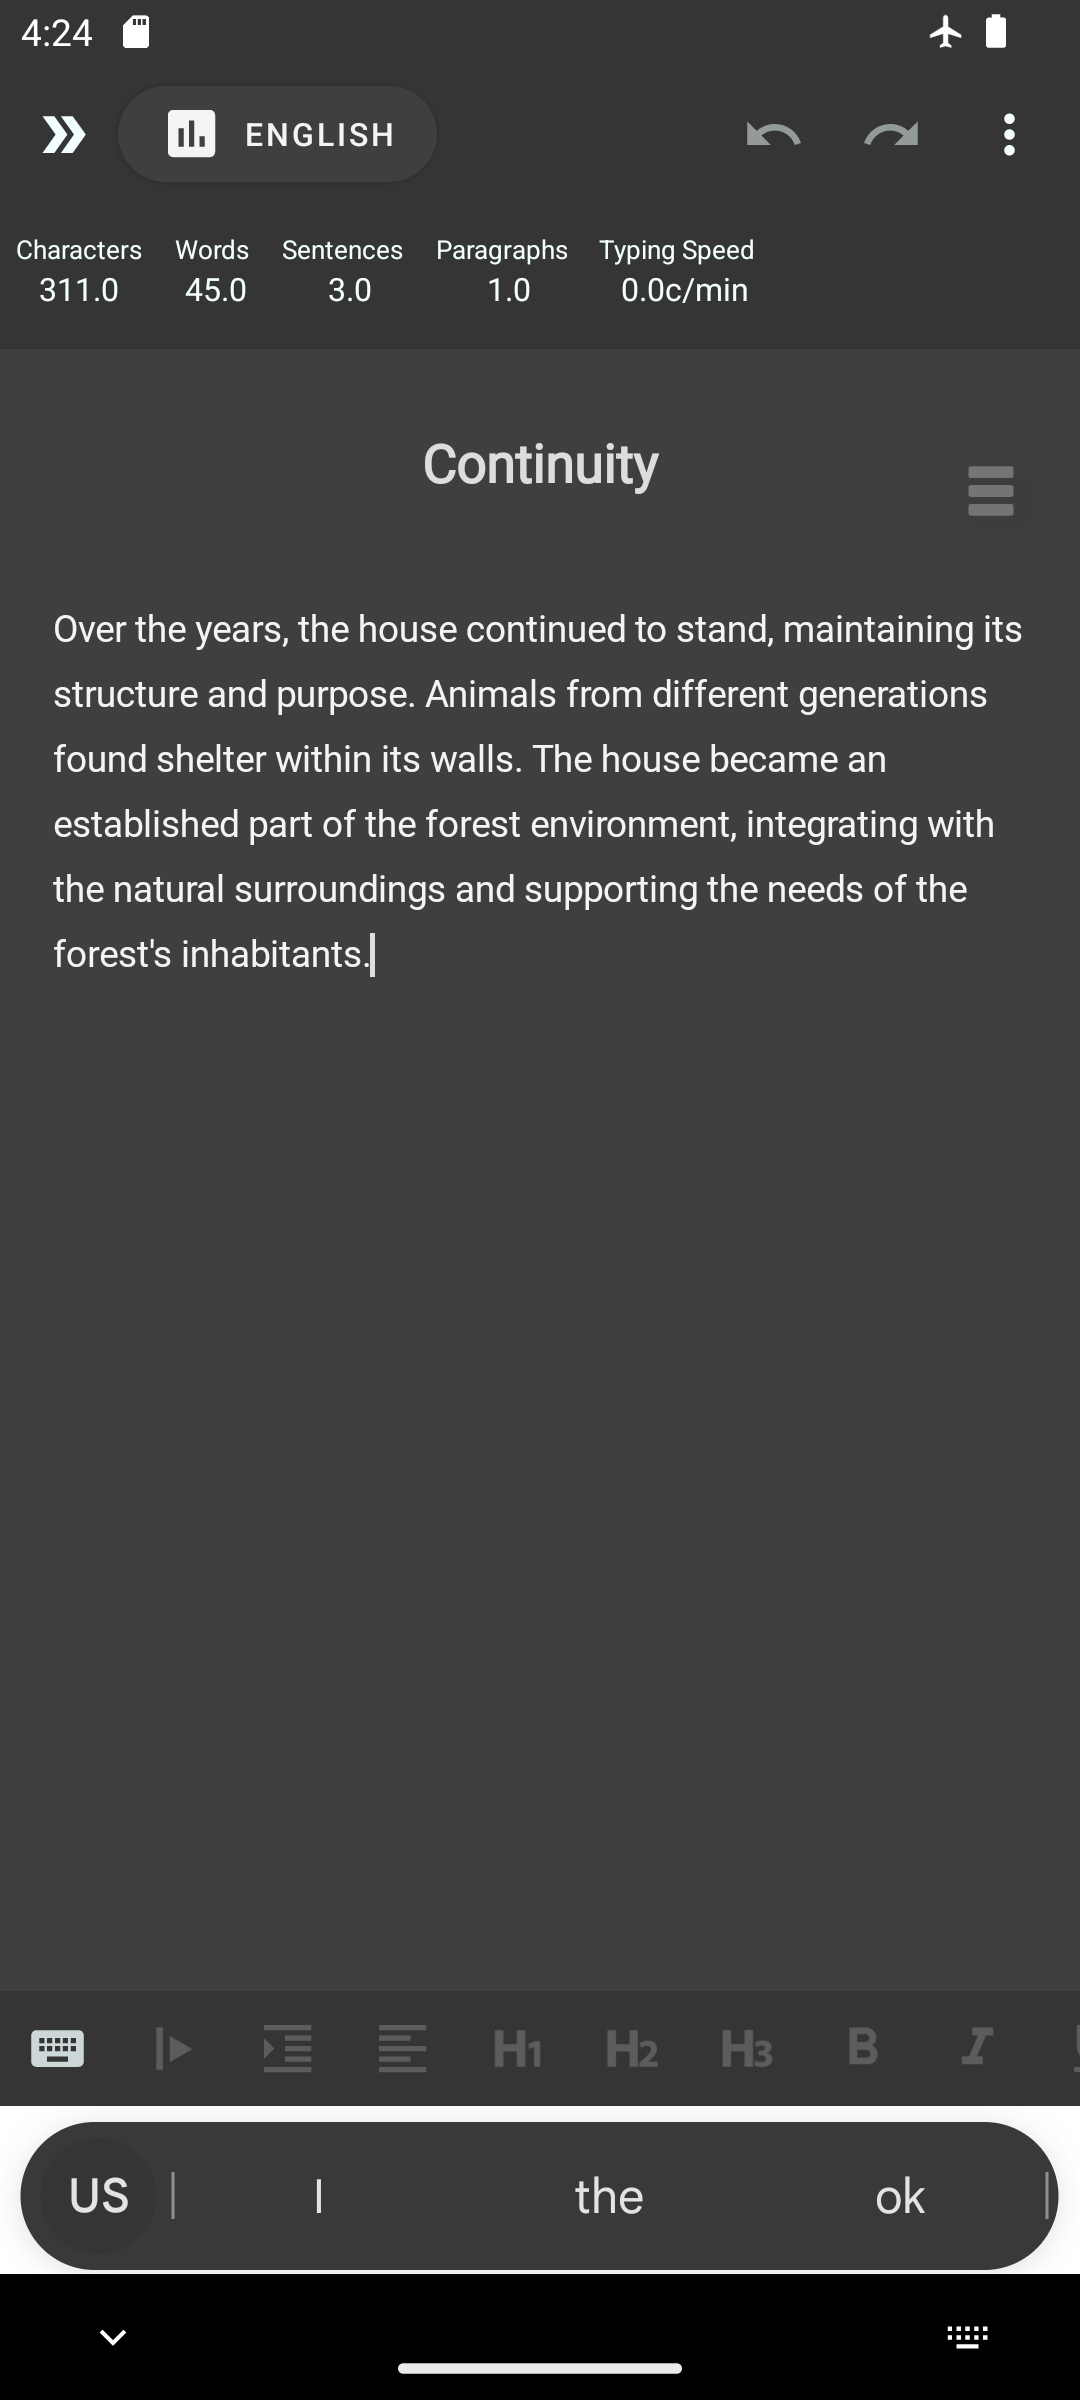 4:24
ENGLISH
Characters Words Sentences Paragraphs Typing Speed
311.0 45.0 3.0 1.0 0.0c/min
Continuity
Over the years, the house continued to stand, maintaining its
structure and purpose. Animals from different generations
found shelter within its walls. The house became an
established part of the forest environment, integrating with
the natural surroundings and supporting the needs of the
forest's inhabitants.
H1 H2 H3 B I
US I the ok